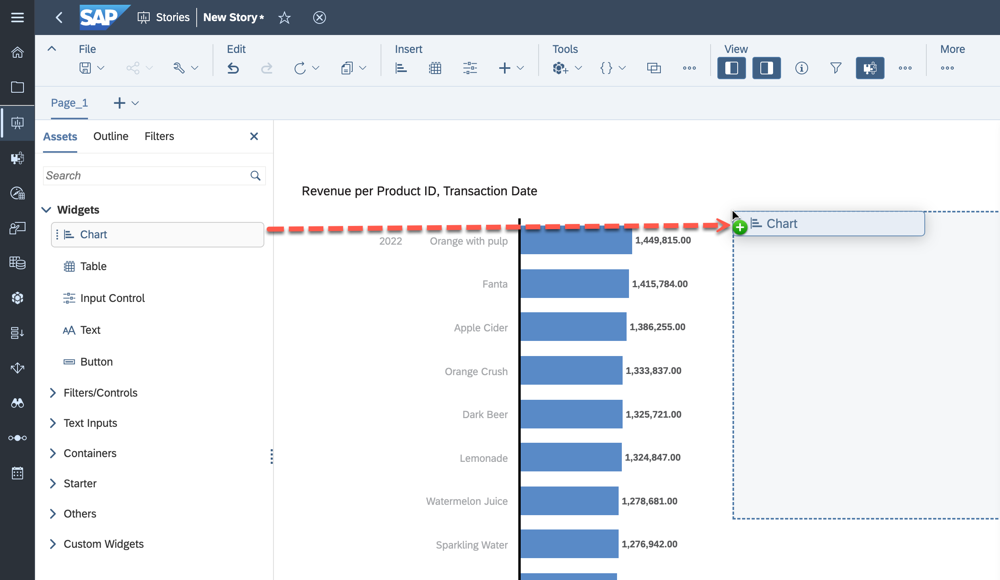 SAP
Stories
New Story*
File
Edit
Insert
Tools
View
More
Page_1
Assets
Outline
Filters
Search
Widgets
Chart
Table
Input Control
Text
Button
Filters/Controls
Text Inputs
Containers
Starter
Others
Custom Widgets
Revenue per Product ID, Transaction Date
Chart
2022 Orange with pulp 1,449,815.00
Fanta 1,415,784.00
Apple Cider 1,386,255.00
Orange Crush 1,333,837.00
Dark Beer 1,325,721.00
Lemonade 1,324,847.00
Watermelon Juice 1,278,681.00
Sparkling Water 1,276,942.00